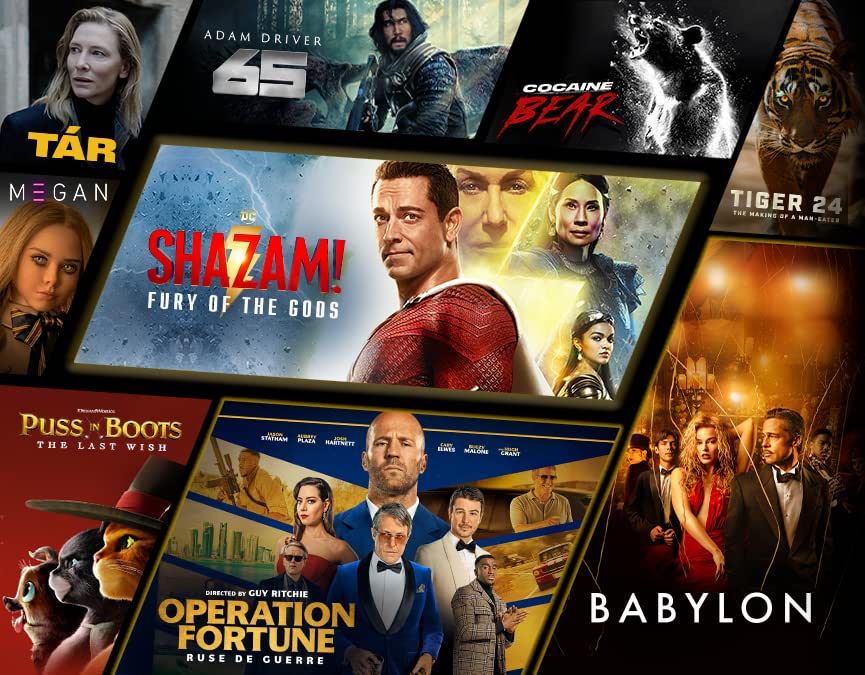 TÁR
ADAM DRIVER
65
COCAINE
BEAR
TIGER 24
THE MAKING OF A MAN-EATER
MEGAN
DC
SHAZAM!
FURY OF THE GODS
DREAMWORKS
PUSS IN BOOTS
THE LAST WISH
JASON STATHAM
AUBREY PLAZA
JOSH HARTNETT
CARY ELWES
BUGZY MALONE
AND HUGH GRANT
DIRECTED BY GUY RITCHIE
OPERATION
FORTUNE
RUSE DE GUERRE
BABYLON